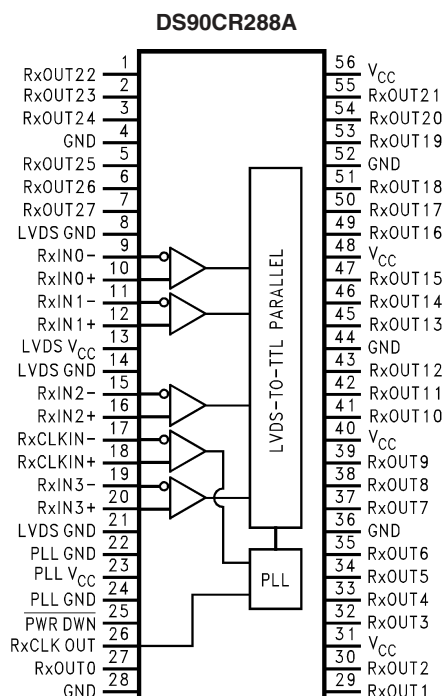 DS90CR288A
1
RxOUT22
2
RxOUT23
3
RxOUT24
4
GND
5
RxOUT25
6
RxOUT26
7
RxOUT27
8
LVDS GND
9
RxIN0-
10
RxIN0+
11
RxIN1-
12
RxIN1+
13
LVDS VCC
14
LVDS GND
15
RxIN2-
16
RxIN2+
17
RxCLKIN-
18
RxCLKIN+
19
RxIN3-
20
RxIN3+
21
LVDS GND
22
PLL GND
23
PLL VCC
24
PLL GND
25
PWR DWN
26
RxCLK OUT
27
RxOUT0
28
GND
LVDS-TO-TTL PARALLEL
PLL
56
VCC
55
RxOUT21
54
RxOUT20
53
RxOUT19
52
GND
51
RxOUT18
50
RxOUT17
49
RxOUT16
48
VCC
47
RxOUT15
46
RxOUT14
45
RxOUT13
44
GND
43
RxOUT12
42
RxOUT11
41
RxOUT10
40
VCC
39
RxOUT9
38
RxOUT8
37
RxOUT7
36
GND
35
RxOUT6
34
RxOUT5
33
RxOUT4
32
RxOUT3
31
VCC
30
RxOUT2
29
RxOUT1